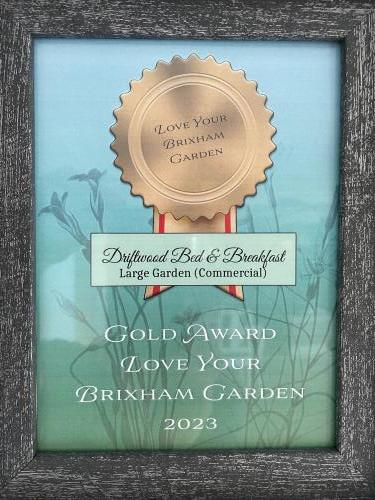 Love Your
Brixham
Garden
Driftwood Bed & Breakfast
Large Garden (Commercial)
Gold Award
Love Your
Brixham Garden
2023